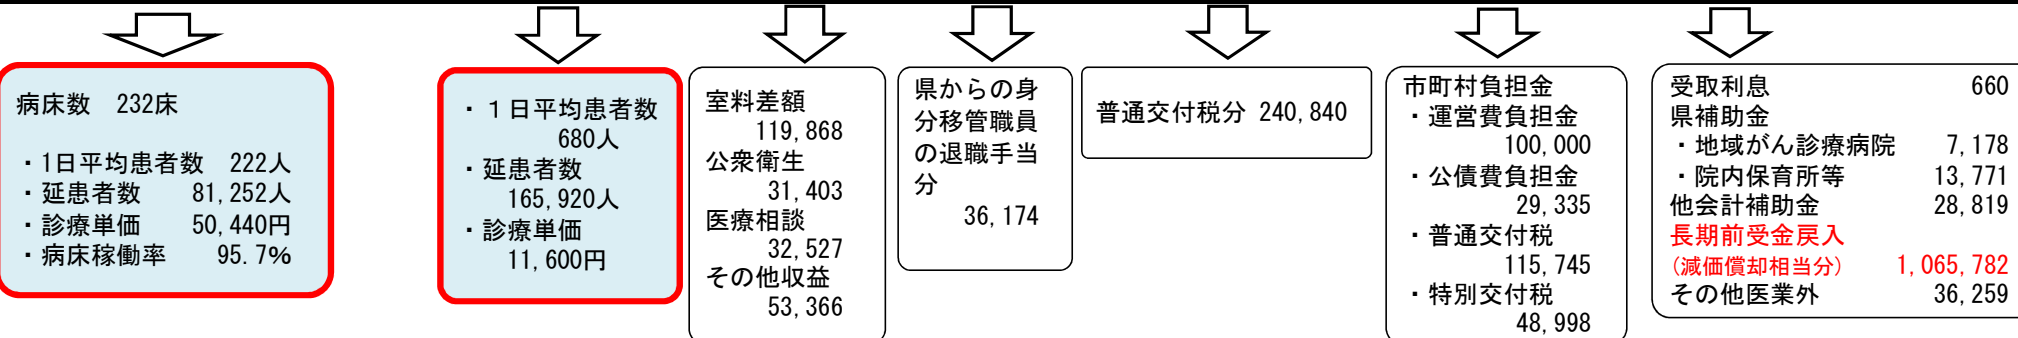 病床数　232床
・1日平均患者数　222人
・延患者数　81,252人
・診療単価　50,440円
・病床稼働率　95.7%
・１日平均患者数
680人
・延患者数
165,920人
・診療単価
11,600円
室料差額
119,868
公衆衛生
31,403
医療相談
32,527
その他収益
53,366
県からの身
分移管職員
の退職手当
分
36,174
普通交付税分 240,840
市町村負担金
・運営費負担金
100,000
・公債費負担金
29,335
・普通交付税
115,745
・特別交付税
48,998
受取利息　660
県補助金
・地域がん診療病院　7,178
・院内保育所等　13,771
他会計補助金　28,819
長期前受金戻入
(減価償却相当分)　1,065,782
その他医業外　36,259